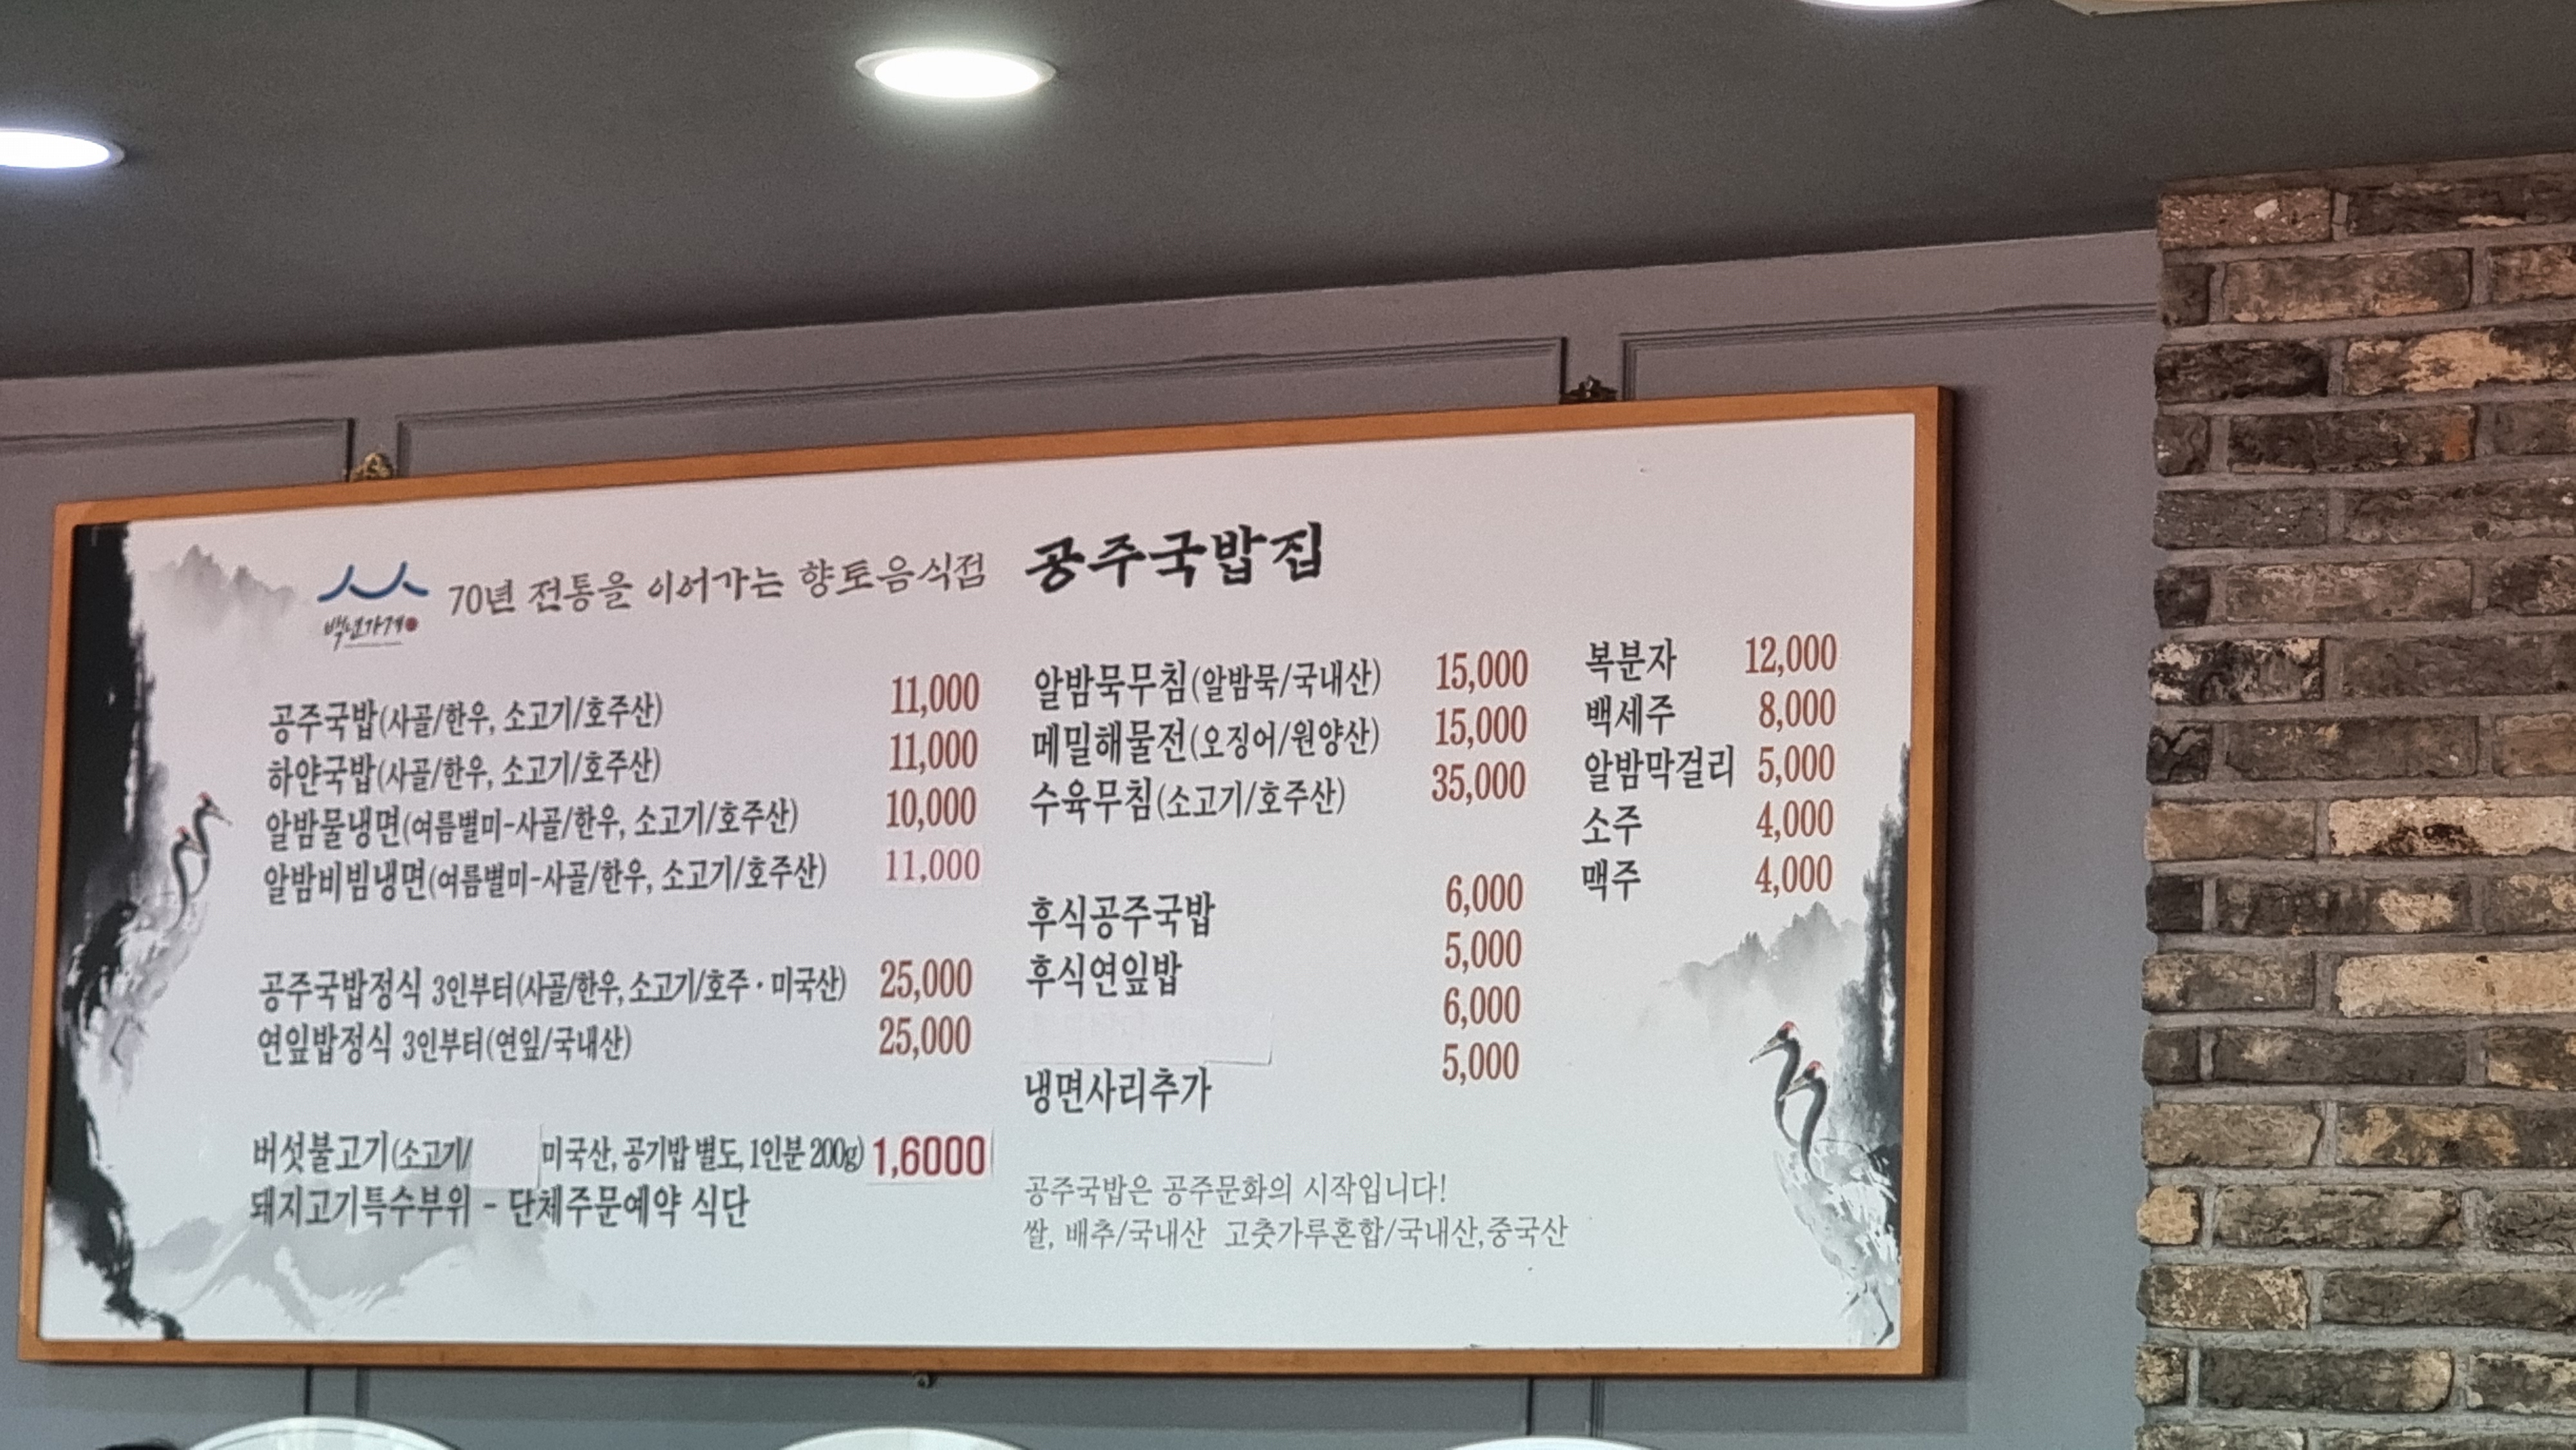 백년가게
70년 전통을 이어가는 향토음식점 공주국밥집
공주국밥(사골/한우, 소고기/호주산) 11,000
하얀국밥(사골/한우, 소고기/호주산) 11,000
알밤물냉면(여름별미-사골/한우, 소고기/호주산) 10,000
알밤비빔냉면(여름별미-사골/한우, 소고기/호주산) 11,000
공주국밥정식 3인부터(사골/한우, 소고기/호주·미국산) 25,000
연잎밥정식 3인부터(연잎/국내산) 25,000
버섯불고기(소고기/ 미국산, 공기밥 별도, 1인분 200g) 1,6000
돼지고기특수부위 - 단체주문예약 식단
알밤묵무침(알밤묵/국내산) 15,000
메밀해물전(오징어/원양산) 15,000
수육무침(소고기/호주산) 35,000
후식공주국밥 6,000
후식연잎밥 5,000
6,000
냉면사리추가 5,000
공주국밥은 공주문화의 시작입니다!
쌀, 배추/국내산 고춧가루혼합/국내산,중국산
복분자 12,000
백세주 8,000
알밤막걸리 5,000
소주 4,000
맥주 4,000